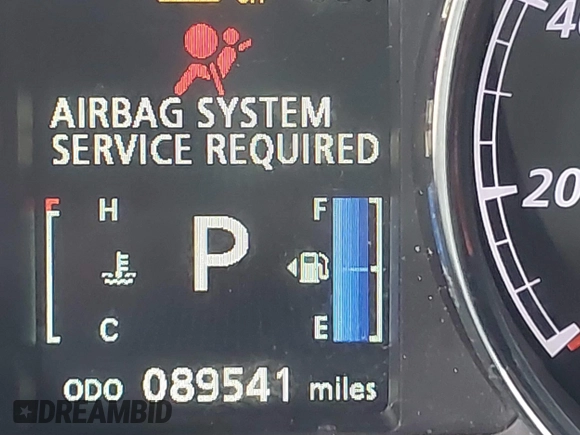 AIRBAG SYSTEM
SERVICE REQUIRED
H
F
P
C
E
ODO 089541 miles
20
DREAMBID